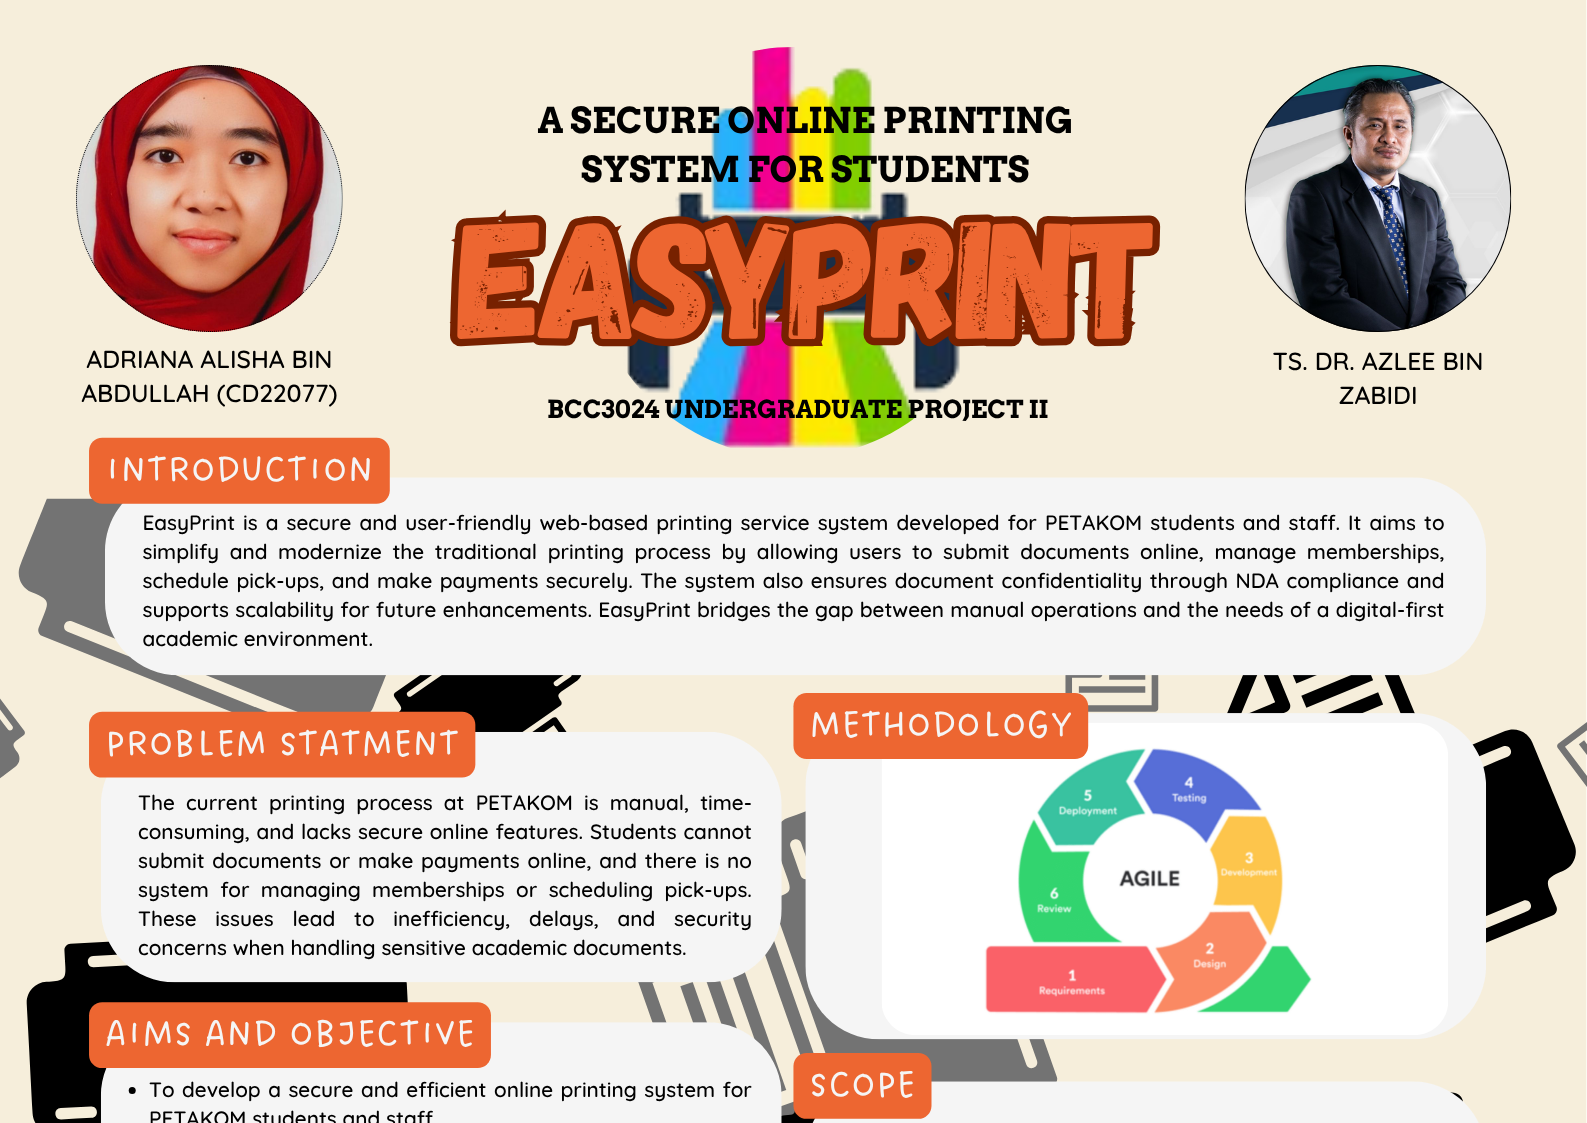 A SECURE ONLINE PRINTING
SYSTEM FOR STUDENTS
EASYPRINT
BCC3024 UNDERGRADUATE PROJECT II
ADRIANA ALISHA BIN
ABDULLAH (CD22077)
TS. DR. AZLEE BIN
ZABIDI
INTRODUCTION
EasyPrint is a secure and user-friendly web-based printing service system developed for PETAKOM students and staff. It aims to
simplify and modernize the traditional printing process by allowing users to submit documents online, manage memberships,
schedule pick-ups, and make payments securely. The system also ensures document confidentiality through NDA compliance and
supports scalability for future enhancements. EasyPrint bridges the gap between manual operations and the needs of a digital-first
academic environment.
PROBLEM STATMENT
The current printing process at PETAKOM is manual, time-
consuming, and lacks secure online features. Students cannot
submit documents or make payments online, and there is no
system for managing memberships or scheduling pick-ups.
These issues lead to inefficiency, delays, and security
concerns when handling sensitive academic documents.
AIMS AND OBJECTIVE
• To develop a secure and efficient online printing system for
PETAKOM students and staff
METHODOLOGY
AGILE
1
Requirements
2
Design
3
Development
4
Testing
5
Deployment
6
Review
SCOPE